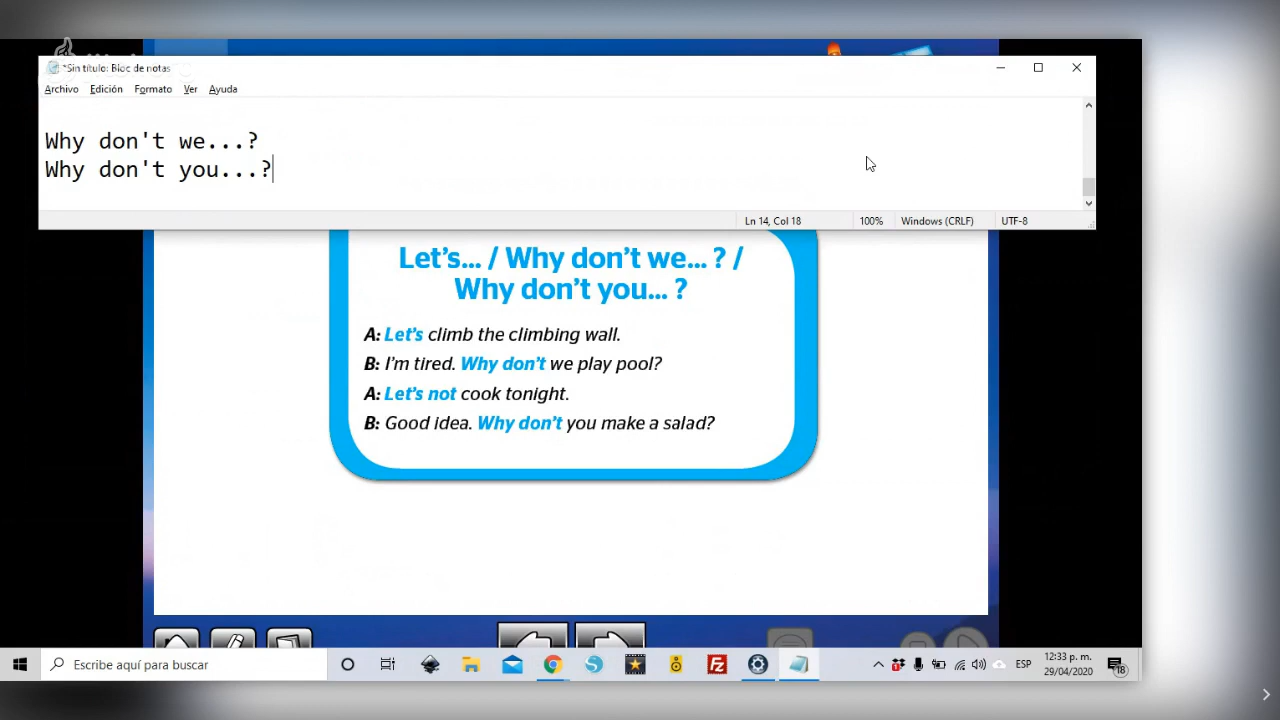 *Sin título: Bloc de notas
Archivo Edición Formato Ver Ayuda
Why don't we...?
Why don't you...?
Ln 14, Col 18 100% Windows (CRLF) UTF-8
Let's... / Why don't we... ? /
Why don't you... ?
A: Let's climb the climbing wall.
B: I'm tired. Why don't we play pool?
A: Let's not cook tonight.
B: Good idea. Why don't you make a salad?
Escribe aquí para buscar
ESP
12:33 p. m.
29/04/2020
18